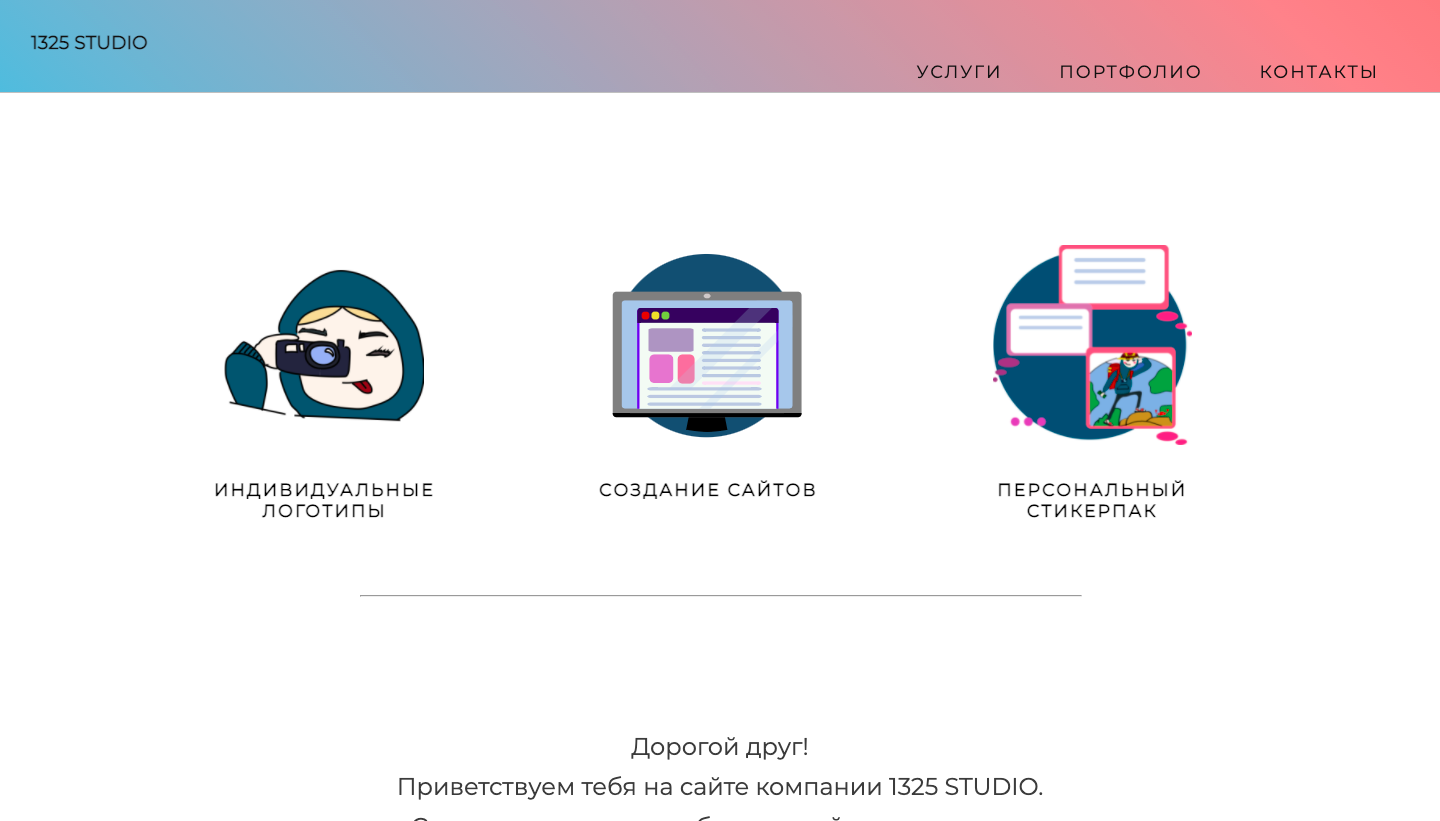 1325 STUDIO
УСЛУГИ ПОРТФОЛИО КОНТАКТЫ
ИНДИВИДУАЛЬНЫЕ
ЛОГОТИПЫ
СОЗДАНИЕ САЙТОВ
ПЕРСОНАЛЬНЫЙ
СТИКЕРПАК
Дорогой друг!
Приветствуем тебя на сайте компании 1325 STUDIO.